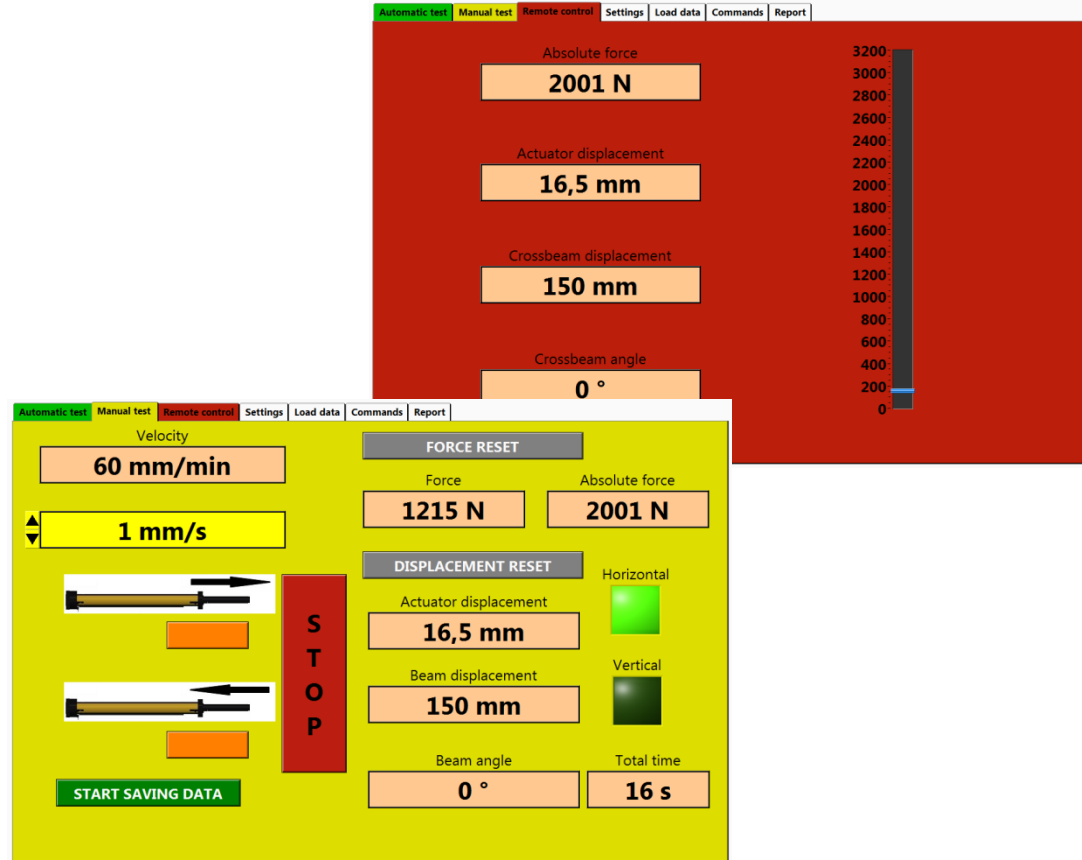 Automatic test Manual test Remote control Settings Load data Commands Report
Absolute force
2001 N
Actuator displacement
16,5 mm
Crossbeam displacement
150 mm
Crossbeam angle
0 °
3200
3000
2800
2600
2400
2200
2000
1800
1600
1400
1200
1000
800
600
400
200
0
Automatic test Manual test Remote control Settings Load data Commands Report
Velocity
60 mm/min
1 mm/s
START SAVING DATA
S
T
O
P
FORCE RESET
Force Absolute force
1215 N 2001 N
DISPLACEMENT RESET
Actuator displacement
16,5 mm
Beam displacement
150 mm
Horizontal
Vertical
Beam angle Total time
0 ° 16 s